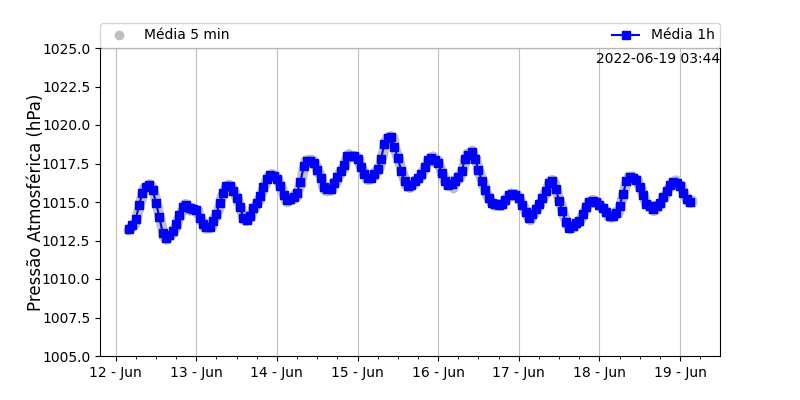 Média 5 min
Média 1h
2022-06-19 03:44
Pressão Atmosférica (hPa)
1025.0
1022.5
1020.0
1017.5
1015.0
1012.5
1010.0
1007.5
1005.0
12 - Jun
13 - Jun
14 - Jun
15 - Jun
16 - Jun
17 - Jun
18 - Jun
19 - Jun